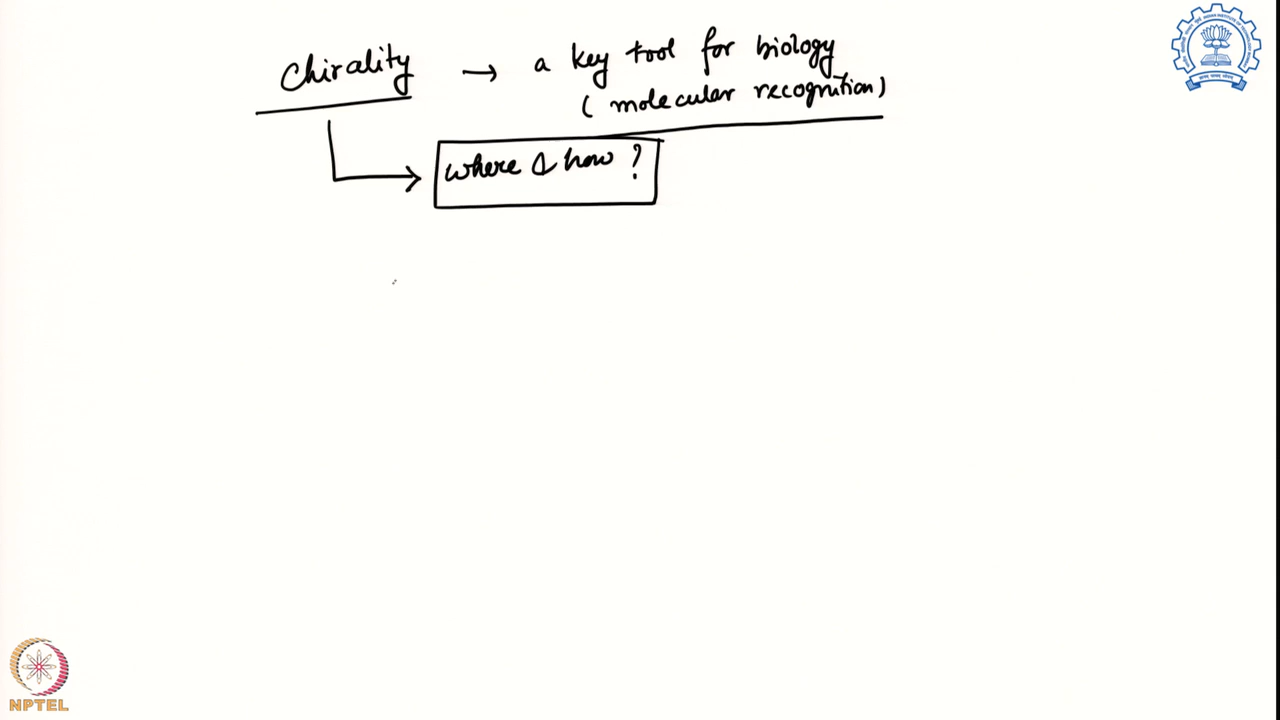 Chirality → a key tool for biology
( molecular recognition)
where & how ?
NPTEL